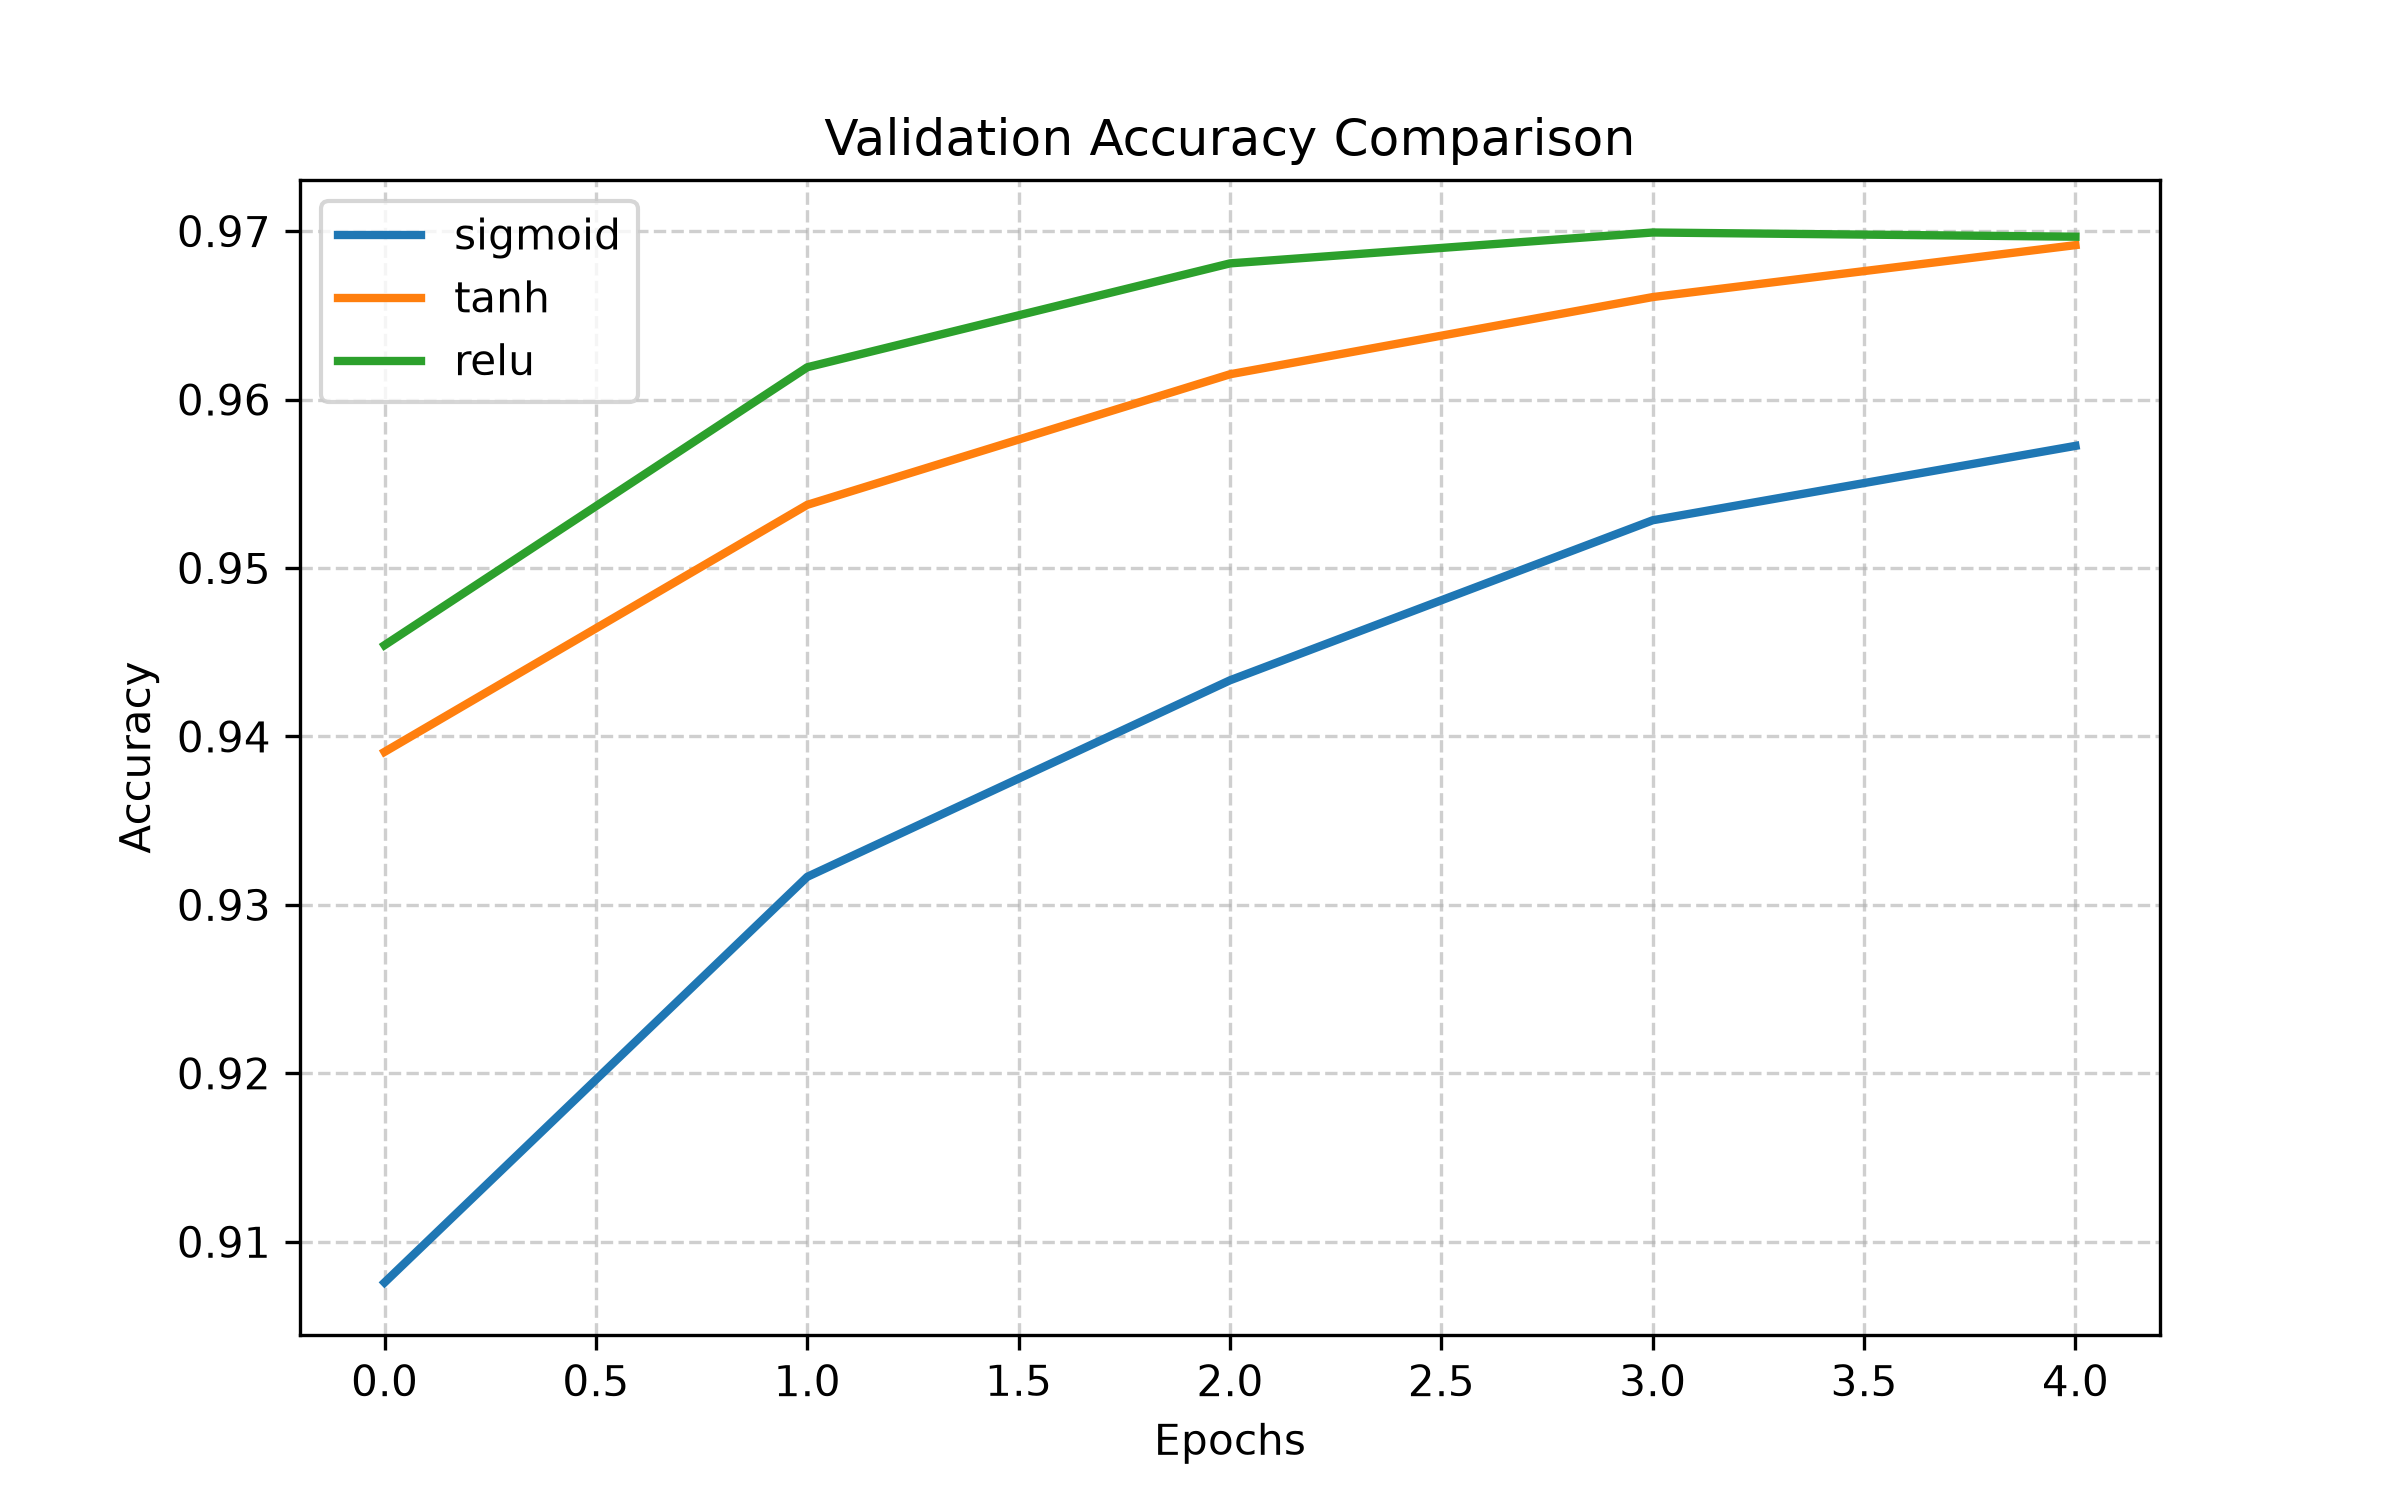 Validation Accuracy Comparison
sigmoid
tanh
relu
0.97
0.96
0.95
0.94
0.93
0.92
0.91
Accuracy
0.0 0.5 1.0 1.5 2.0 2.5 3.0 3.5 4.0
Epochs